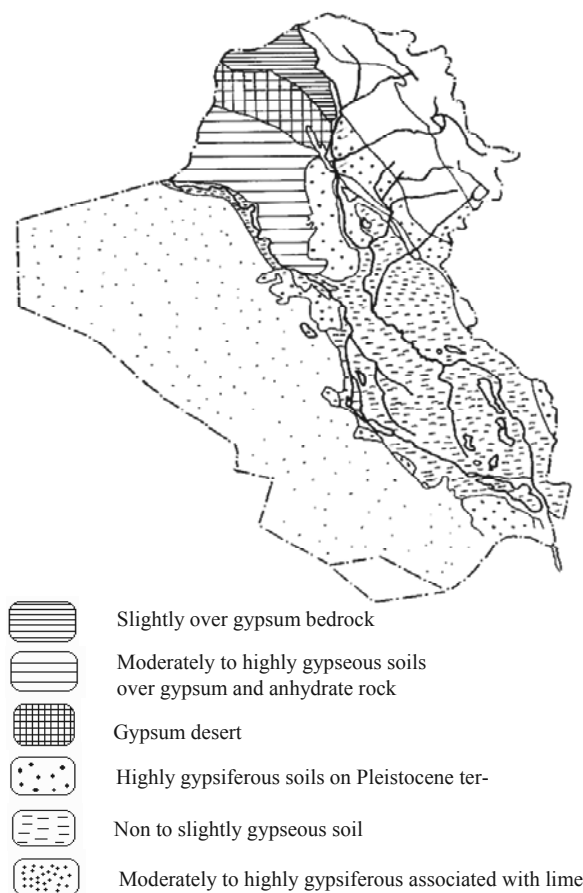 Slightly over gypsum bedrock
Moderately to highly gypseous soils
over gypsum and anhydrate rock
Gypsum desert
Highly gypsiferous soils on Pleistocene ter-
Non to slightly gypseous soil
Moderately to highly gypsiferous associated with lime